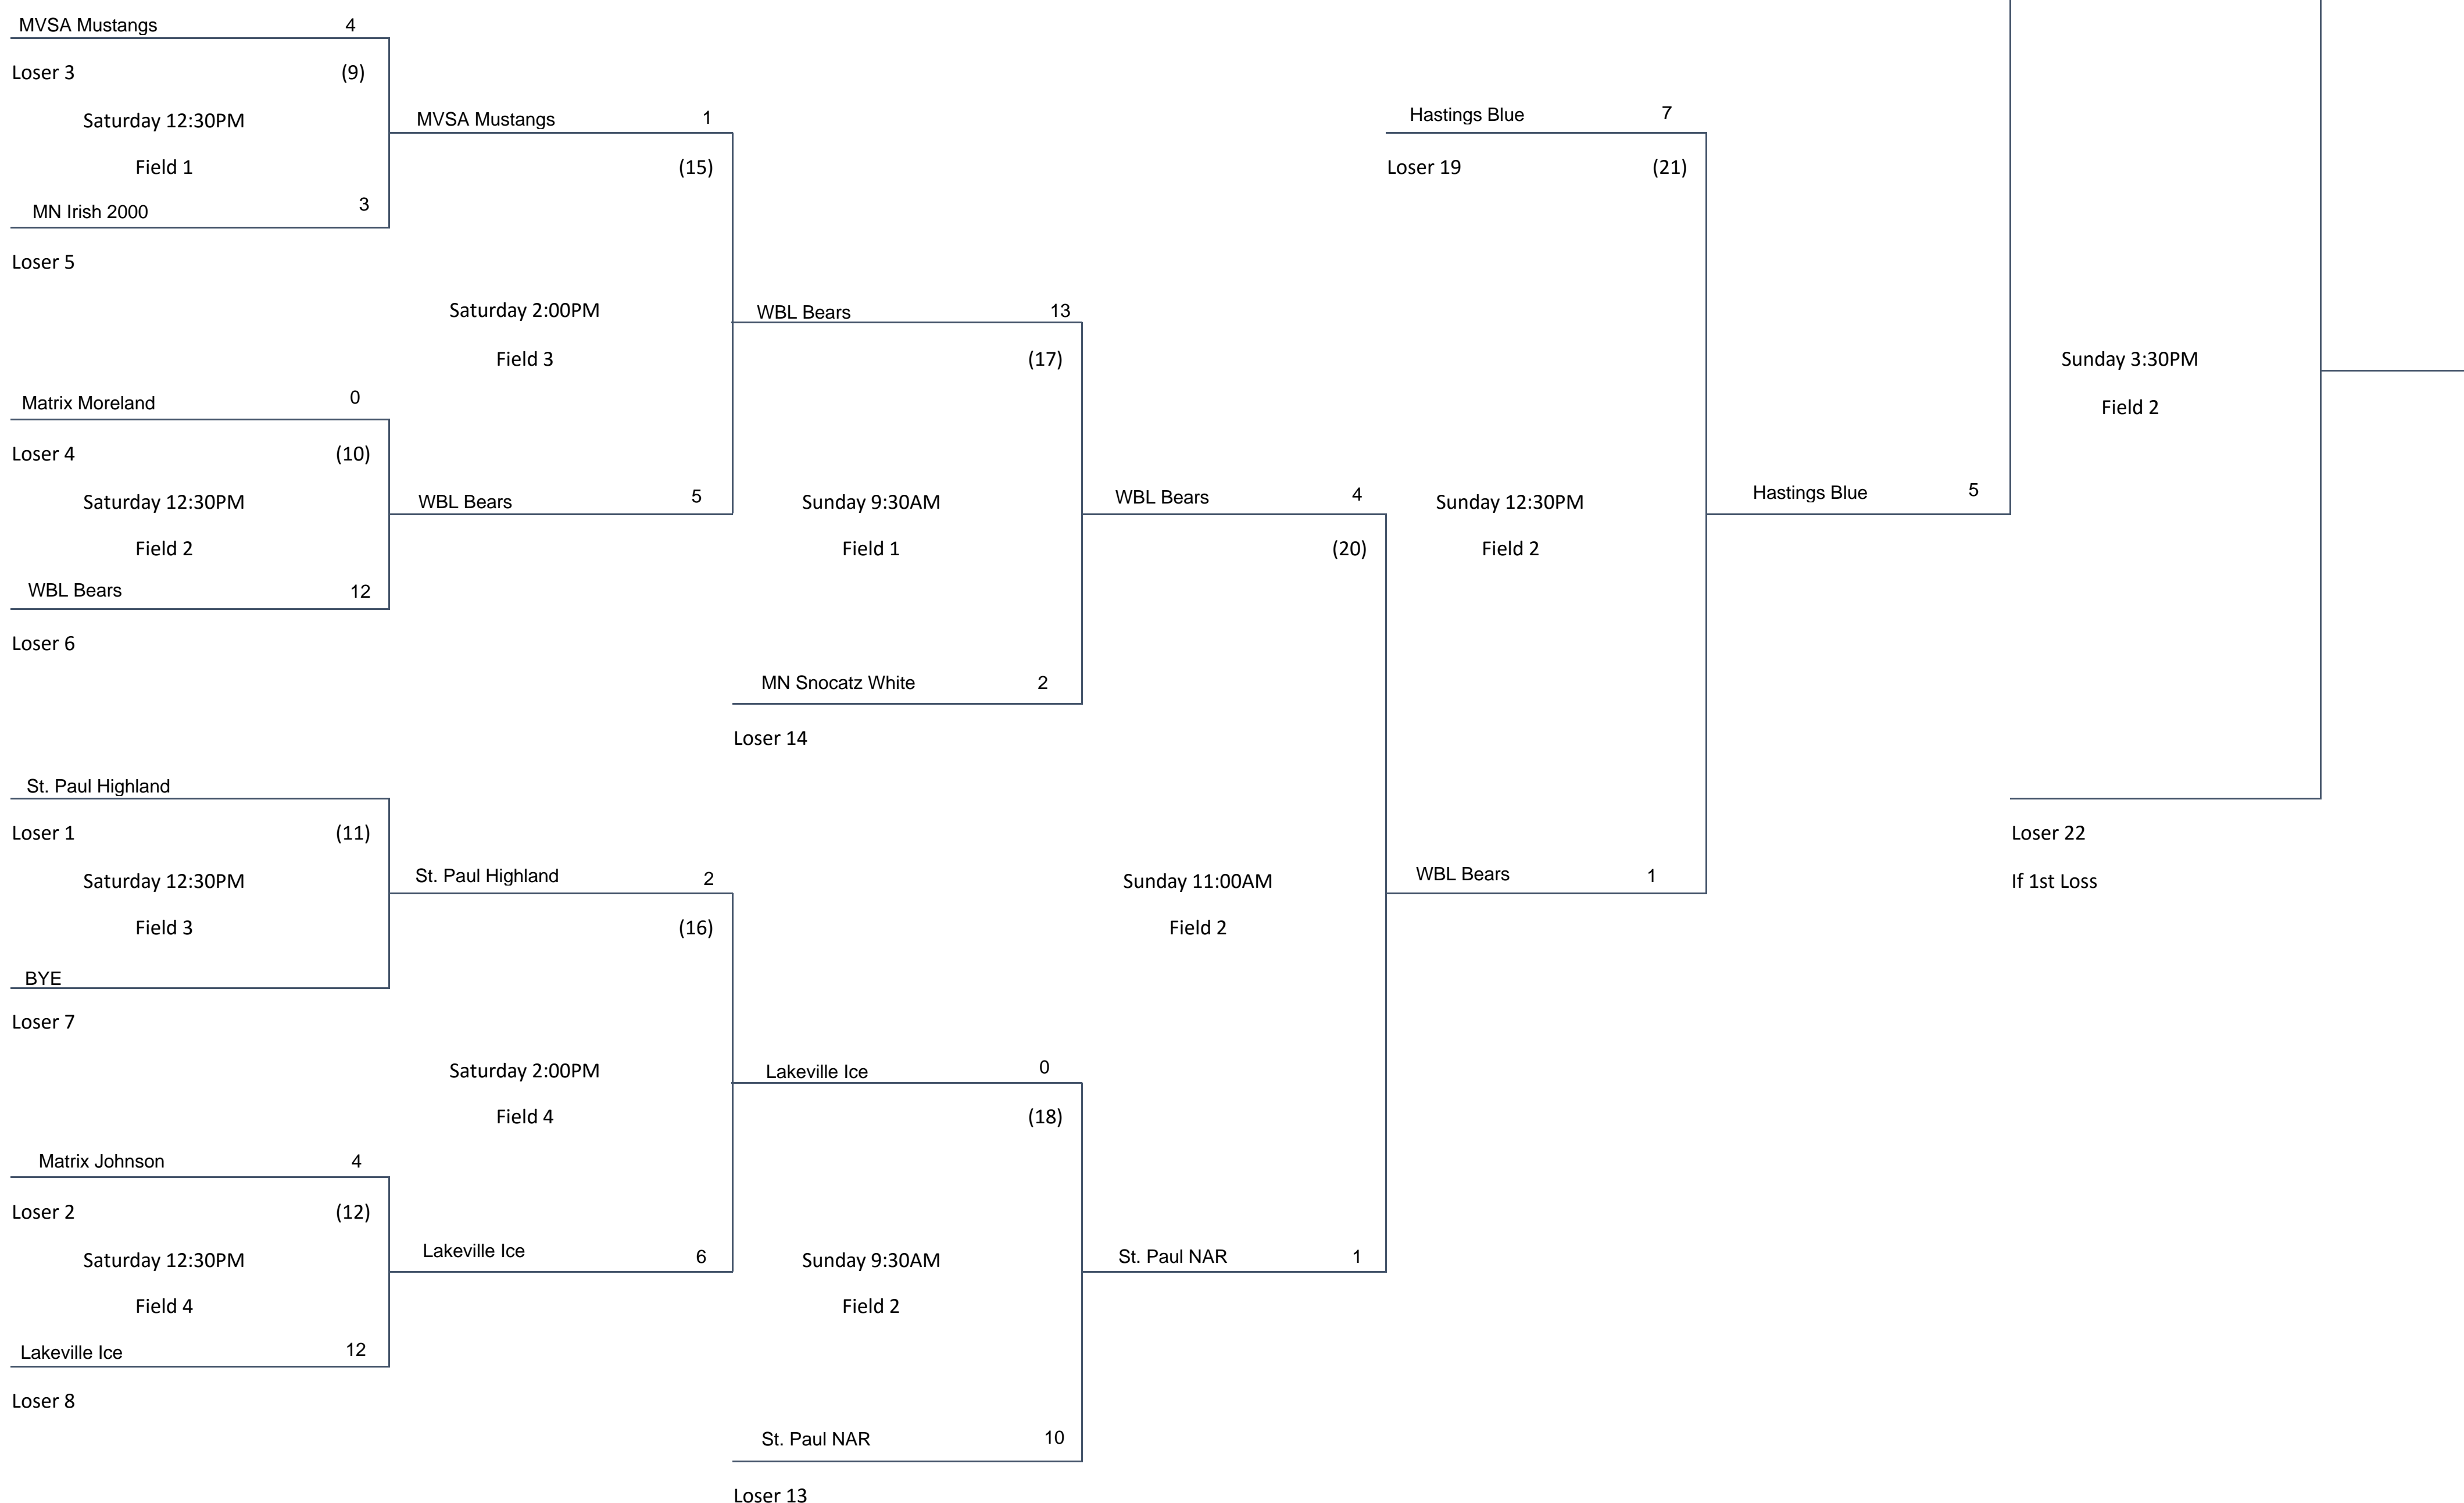 MVSA Mustangs 4
Loser 3 (9)
Saturday 12:30PM
Field 1
MN Irish 2000 3
Loser 5
Matrix Moreland 0
Loser 4 (10)
Saturday 12:30PM
Field 2
WBL Bears 12
Loser 6
St. Paul Highland
Loser 1 (11)
Saturday 12:30PM
Field 3
BYE
Loser 7
Matrix Johnson 4
Loser 2 (12)
Saturday 12:30PM
Field 4
Lakeville Ice 12
Loser 8
MVSA Mustangs 1
(15)
Saturday 2:00PM
Field 3
WBL Bears 5
St. Paul Highland 2
(16)
Saturday 2:00PM
Field 4
Lakeville Ice 6
WBL Bears 13
(17)
Sunday 9:30AM
Field 1
MN Snocatz White 2
Loser 14
Lakeville Ice 0
(18)
Sunday 9:30AM
Field 2
St. Paul NAR 10
Loser 13
WBL Bears 4
(20)
Sunday 11:00AM
Field 2
St. Paul NAR 1
Hastings Blue 7
Loser 19 (21)
Sunday 12:30PM
Field 2
WBL Bears 1
Hastings Blue 5
Sunday 3:30PM
Field 2
Loser 22
If 1st Loss